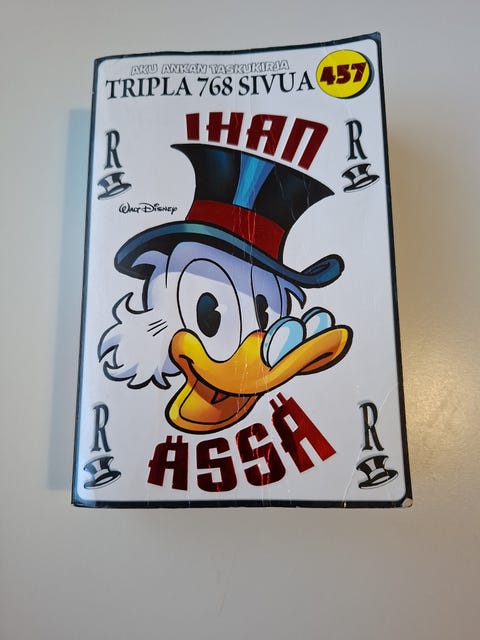 AKU ANKAN TASKUKIRJA
TRIPLA 768 SIVUA
457
IHAN
R
R
Walt Disney
R
R
ÄSSÄ